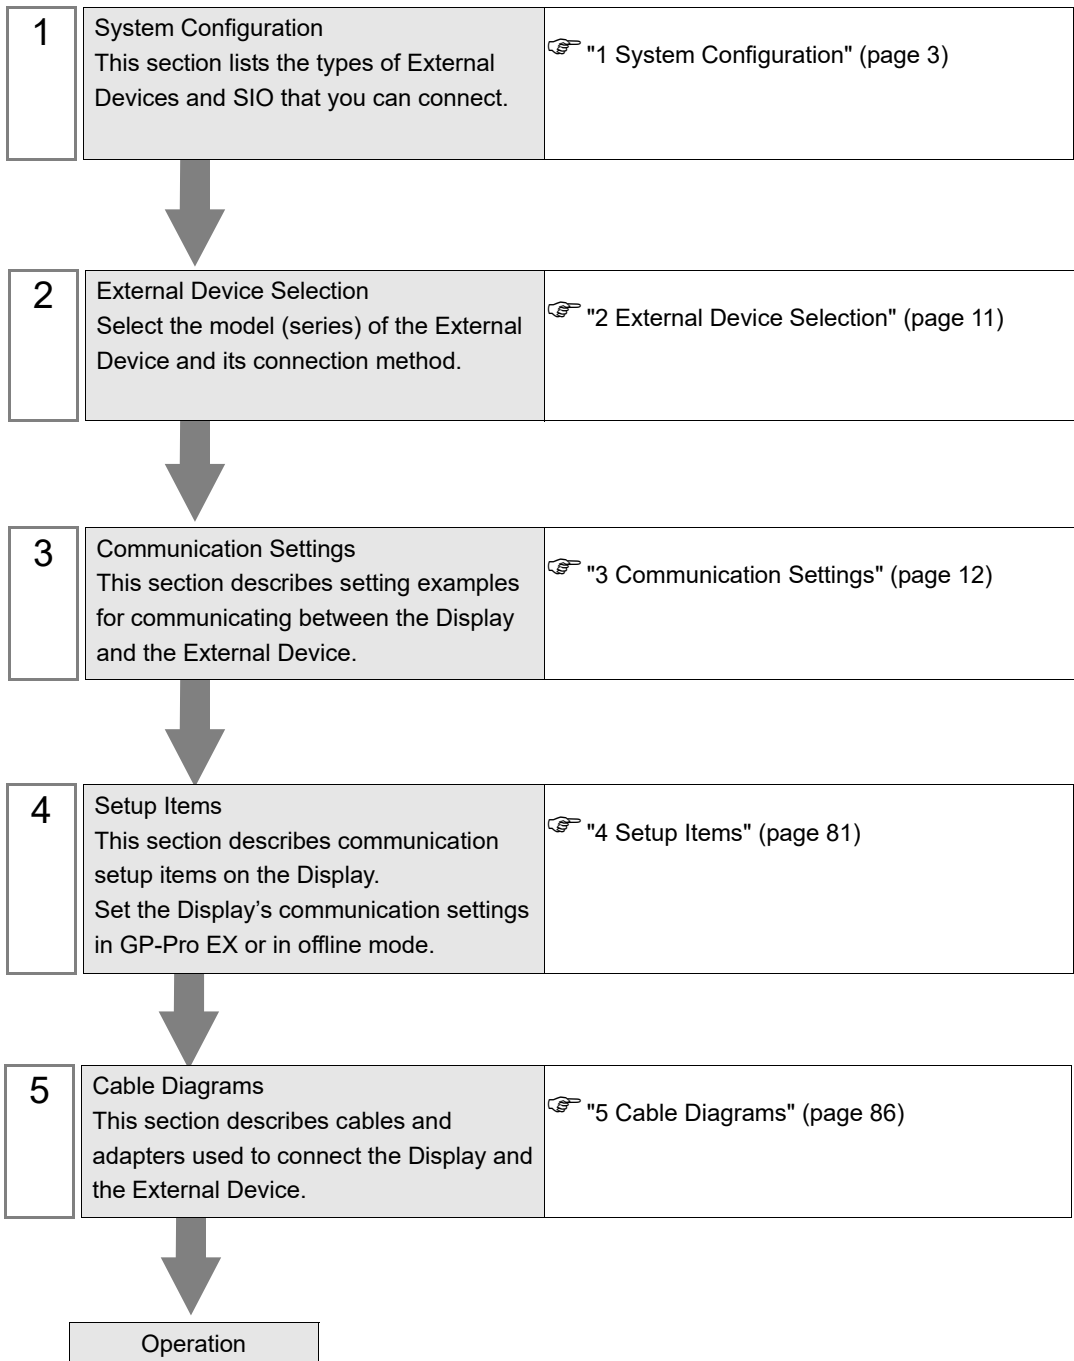 1
System Configuration
This section lists the types of External
Devices and SIO that you can connect.
"1 System Configuration" (page 3)
2
External Device Selection
Select the model (series) of the External
Device and its connection method.
"2 External Device Selection" (page 11)
3
Communication Settings
This section describes setting examples
for communicating between the Display
and the External Device.
"3 Communication Settings" (page 12)
4
Setup Items
This section describes communication
setup items on the Display.
Set the Display’s communication settings
in GP-Pro EX or in offline mode.
"4 Setup Items" (page 81)
5
Cable Diagrams
This section describes cables and
adapters used to connect the Display and
the External Device.
"5 Cable Diagrams" (page 86)
Operation